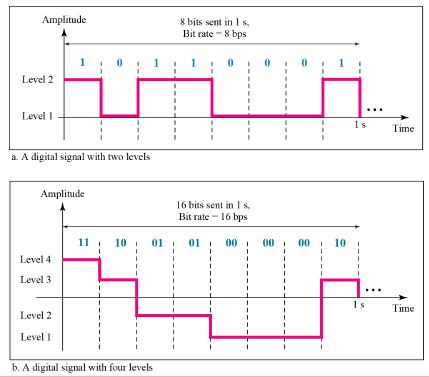 Amplitude
8 bits sent in 1 s,
Bit rate = 8 bps
1 0 1 1 0 0 0 1
Level 2
Level 1
...
1 s
Time
a. A digital signal with two levels
Amplitude
16 bits sent in 1 s,
Bit rate = 16 bps
11 10 01 01 00 00 00 10
Level 4
Level 3
...
1 s
Time
Level 2
Level 1
b. A digital signal with four levels